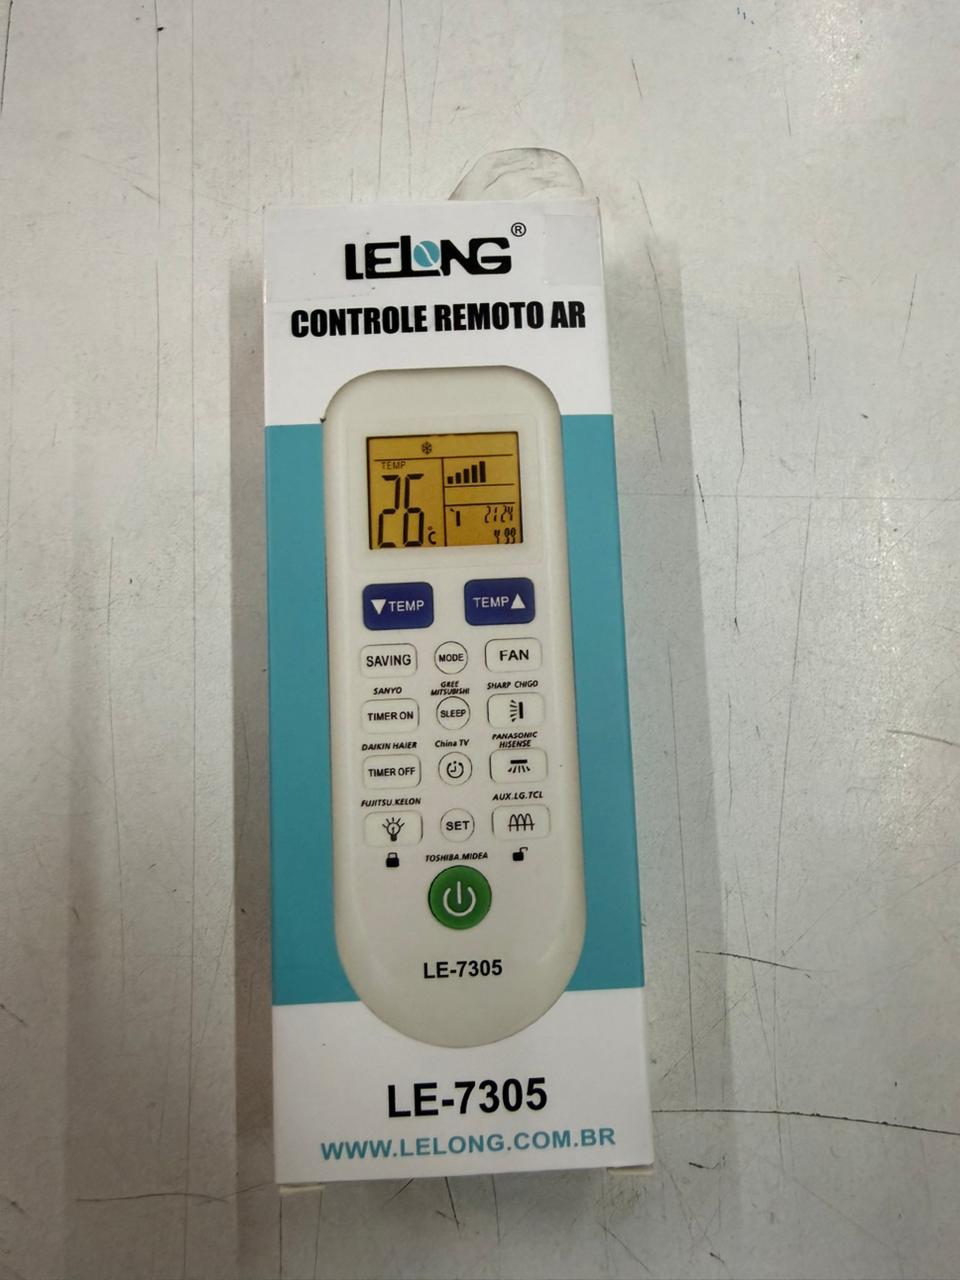 LELONG®
CONTROLE REMOTO AR
TEMP
26 °C
▼TEMP TEMP▲
SAVING MODE FAN
SANYO GREE MITSUBISHI SHARP CHIGO
TIMER ON SLEEP
DAIKIN HAIER China TV PANASONIC HISENSE
TIMER OFF
FUJITSU.KELON AUX.LG.TCL
SET
TOSHIBA.MIDEA
LE-7305
LE-7305
WWW.LELONG.COM.BR